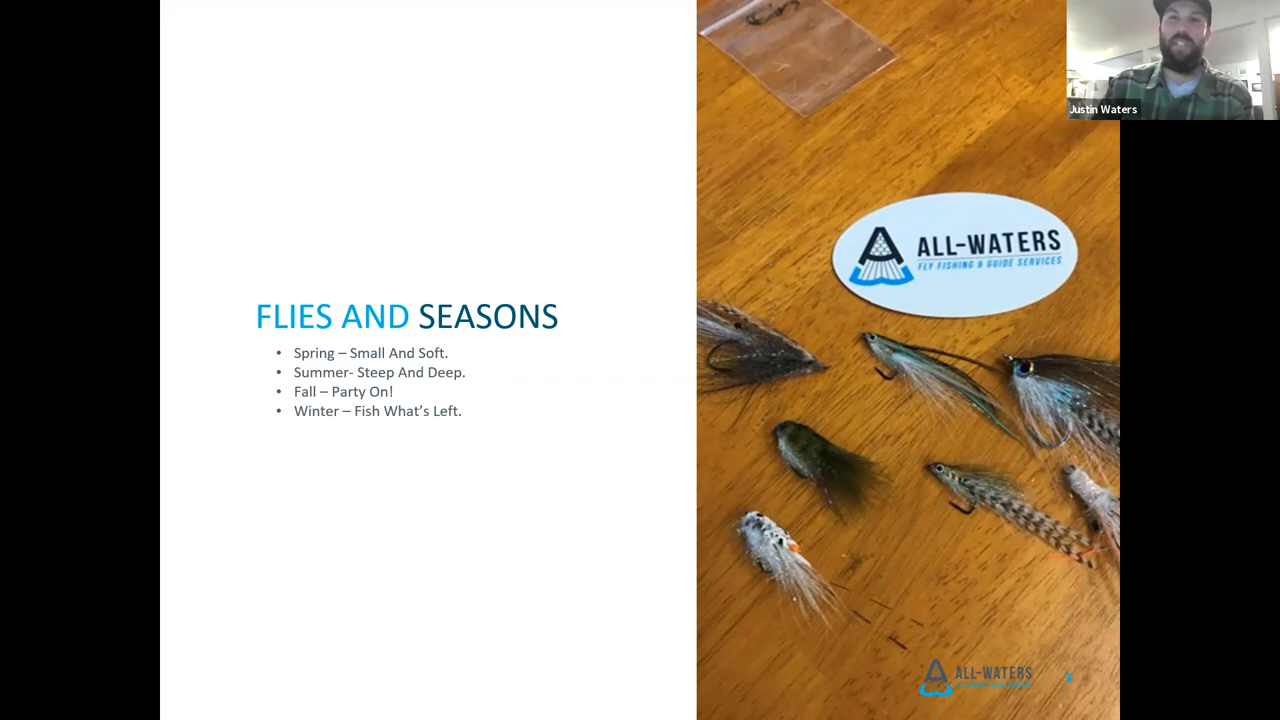 Justin Waters
ALL-WATERS
FLY FISHING & GUIDE SERVICES
FLIES AND SEASONS
• Spring – Small And Soft.
• Summer- Steep And Deep.
• Fall – Party On!
• Winter – Fish What's Left.
ALL-WATERS